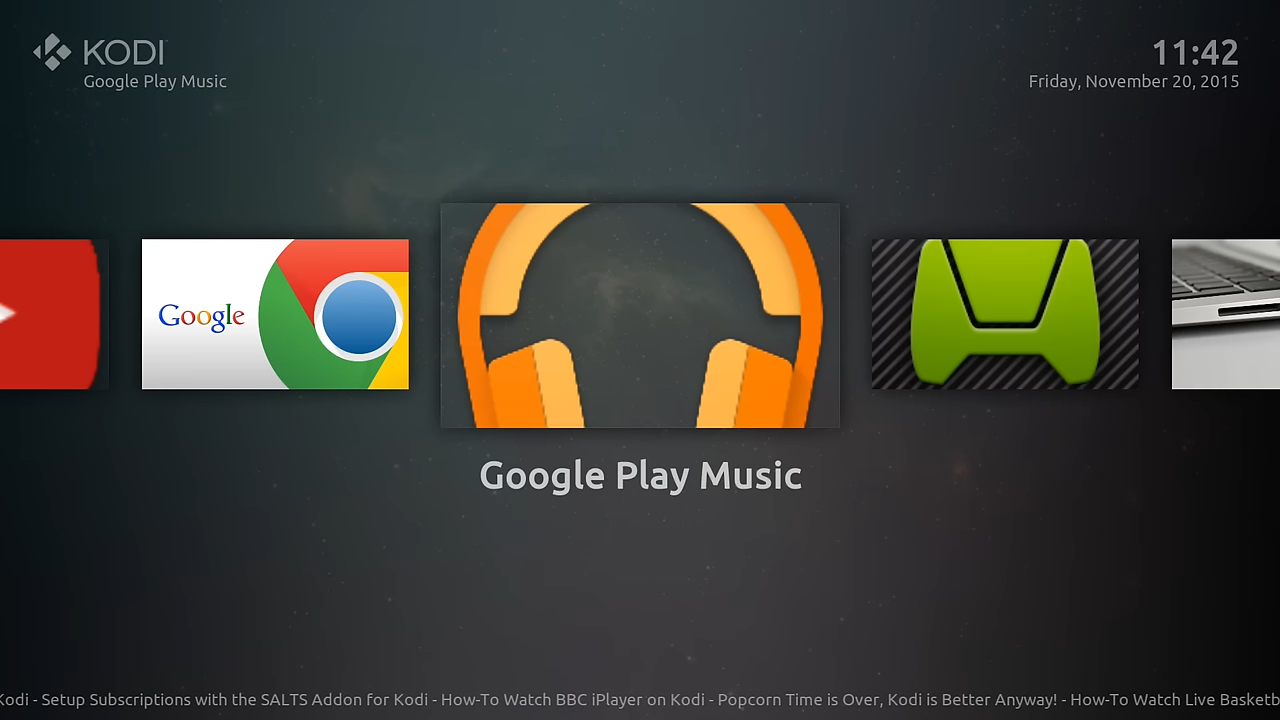 KODI
Google Play Music
11:42
Friday, November 20, 2015
Google
Google Play Music
Kodi - Setup Subscriptions with the SALTS Addon for Kodi - How-To Watch BBC iPlayer on Kodi - Popcorn Time is Over, Kodi is Better Anyway! - How-To Watch Live